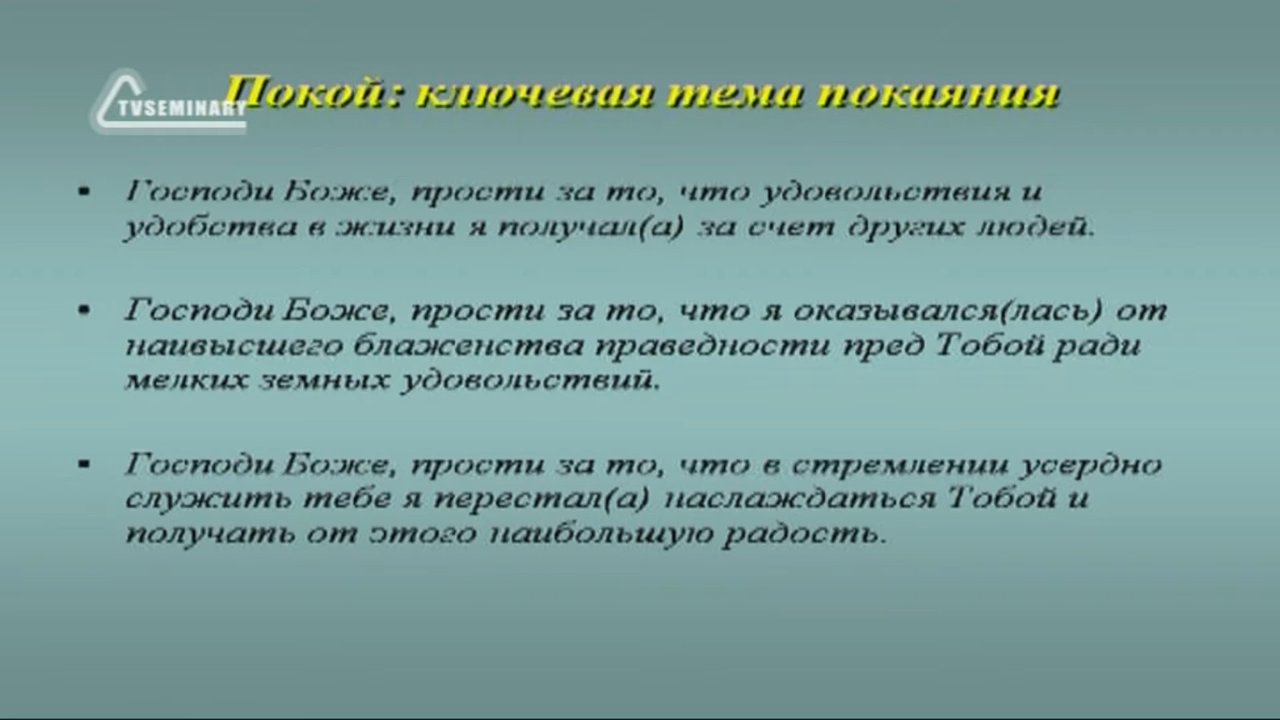 Покой: ключевая тема покаяния
TVSEMINARY
• Господи Боже, прости за то, что удовольствия и
удобства в жизни я получал(а) за счет других людей.
• Господи Боже, прости за то, что я оказывался(лась) от
наивысшего блаженства праведности пред Тобой ради
мелких земных удовольствий.
• Господи Боже, прости за то, что в стремлении усердно
служить тебе я перестал(а) наслаждаться Тобой и
получать от этого наибольшую радость.